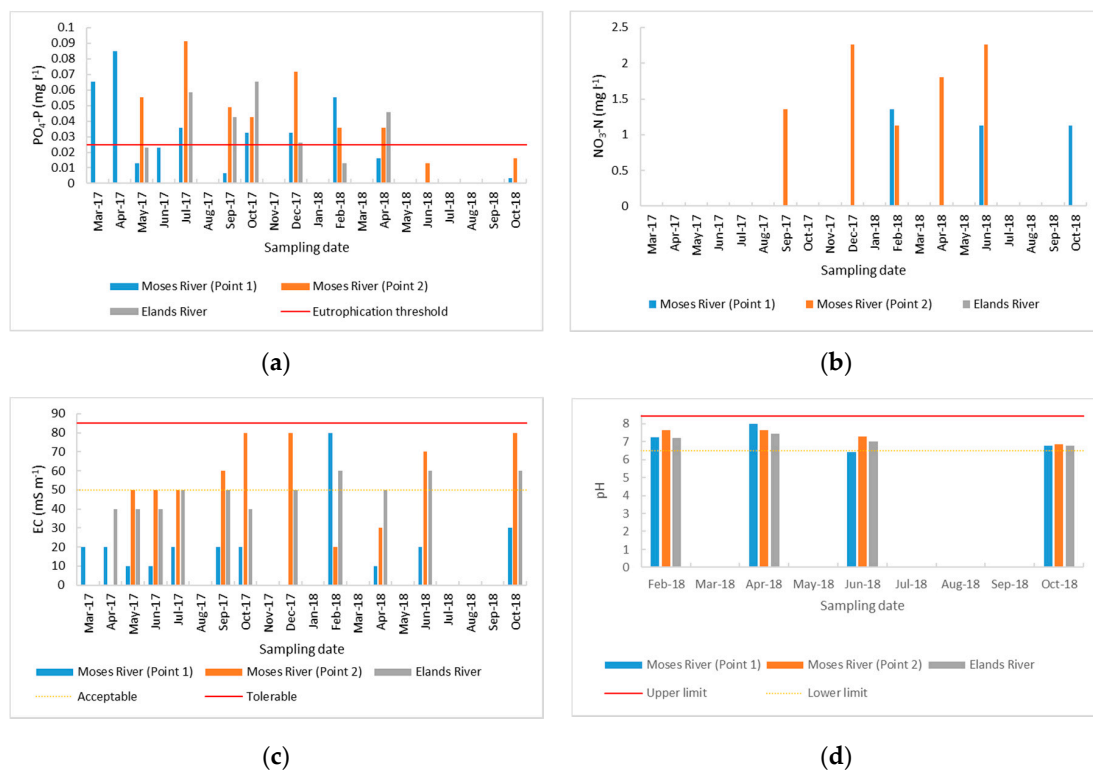 0.1
0.09
0.08
0.07
0.06
0.05
0.04
0.03
0.02
0.01
0
PO4-P (mg l-1)
Mar-17 Apr-17 May-17 Jun-17 Jul-17 Aug-17 Sep-17 Oct-17 Nov-17 Dec-17 Jan-18 Feb-18 Mar-18 Apr-18 May-18 Jun-18 Jul-18 Aug-18 Sep-18 Oct-18
Sampling date
Moses River (Point 1) Moses River (Point 2)
Elands River Eutrophication threshold
(a)
2.5
2
1.5
1
0.5
0
NO3-N (mg l-1)
Mar-17 Apr-17 May-17 Jun-17 Jul-17 Aug-17 Sep-17 Oct-17 Nov-17 Dec-17 Jan-18 Feb-18 Mar-18 Apr-18 May-18 Jun-18 Jul-18 Aug-18 Sep-18 Oct-18
Sampling date
Moses River (Point 1) Moses River (Point 2) Elands River
(b)
90
80
70
60
50
40
30
20
10
0
EC (mS m-1)
Mar-17 Apr-17 May-17 Jun-17 Jul-17 Aug-17 Sep-17 Oct-17 Nov-17 Dec-17 Jan-18 Feb-18 Mar-18 Apr-18 May-18 Jun-18 Jul-18 Aug-18 Sep-18 Oct-18
Sampling date
Moses River (Point 1) Moses River (Point 2) Elands River
Acceptable Tolerable
(c)
8
7
6
5
4
3
2
1
0
pH
Feb-18 Mar-18 Apr-18 May-18 Jun-18 Jul-18 Aug-18 Sep-18 Oct-18
Sampling date
Moses River (Point 1) Moses River (Point 2) Elands River
Upper limit Lower limit
(d)